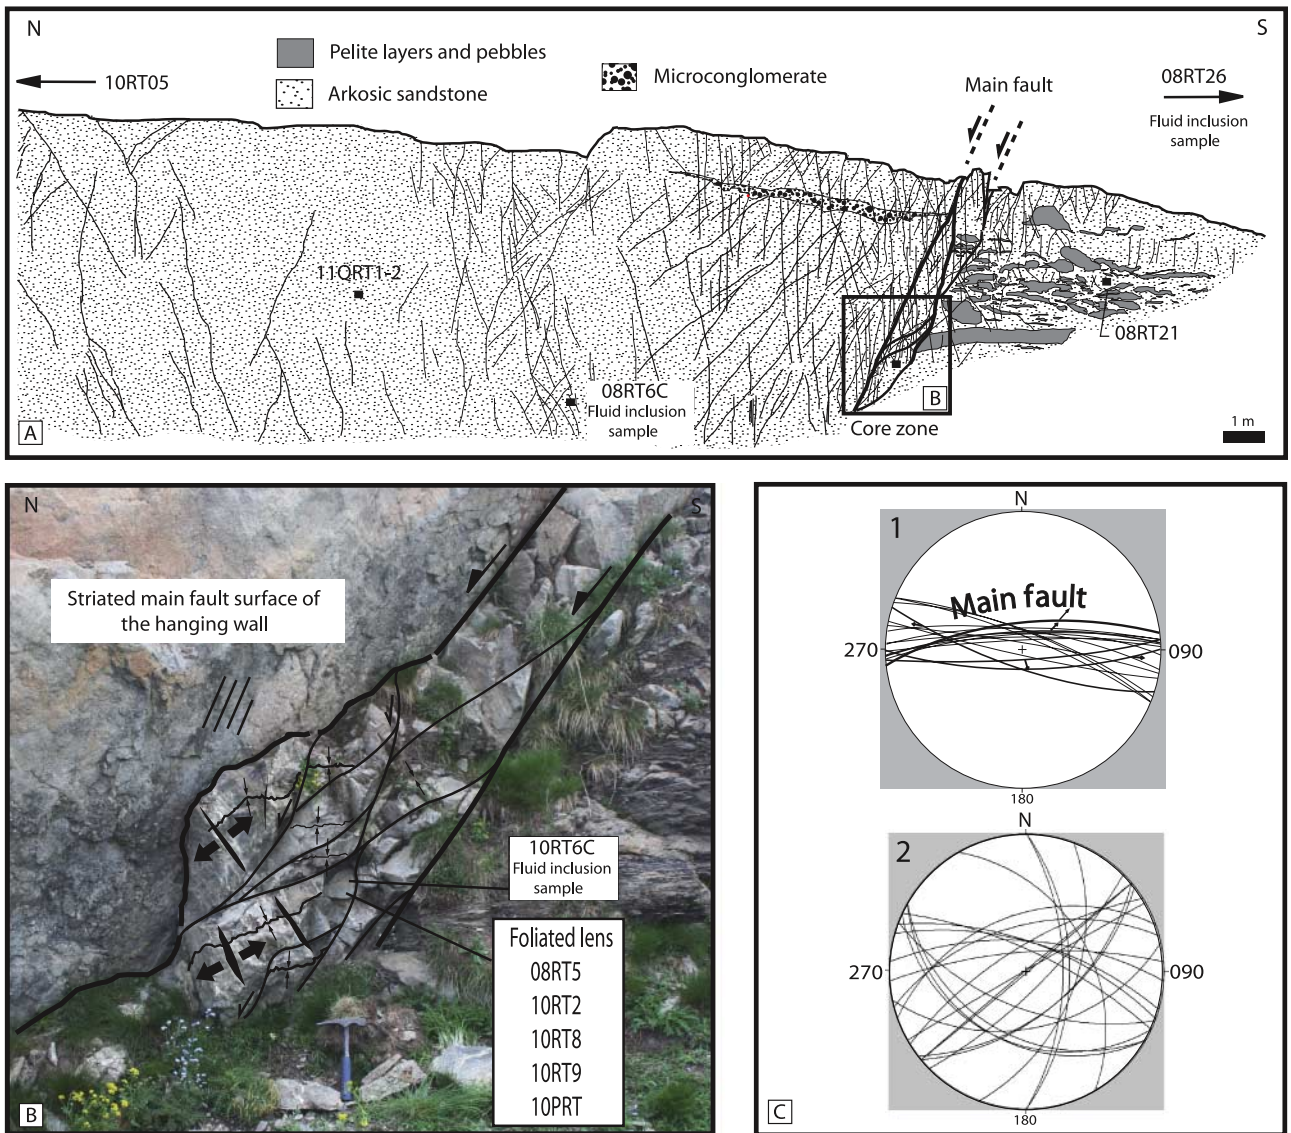 N
S
Pelite layers and pebbles
Arkosic sandstone
Microconglomerate
10RT05
Main fault
08RT26
Fluid inclusion
sample
11QRT1-2
08RT21
08RT6C
Fluid inclusion
sample
B
Core zone
A
1 m
N
S
Striated main fault surface of
the hanging wall
10RT6C
Fluid inclusion
sample
Foliated lens
08RT5
10RT2
10RT8
10RT9
10PRT
B
N
1
Main fault
270
090
180
N
2
270
090
180
C